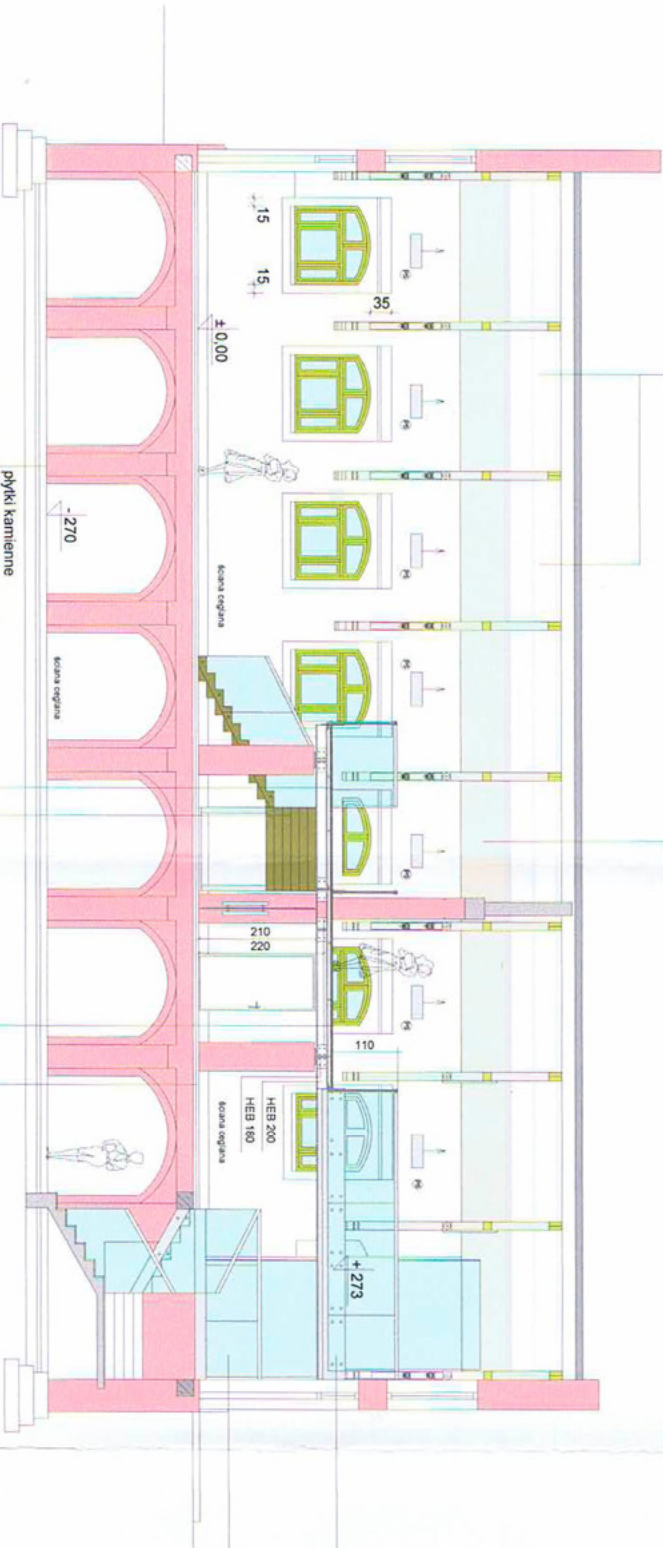 15
15
35
± 0,00
- 270
płytki kamienne
ściana ceglana
ściana ceglana
210
220
110
HEB 200
HEB 180
ściana ceglana
+ 273